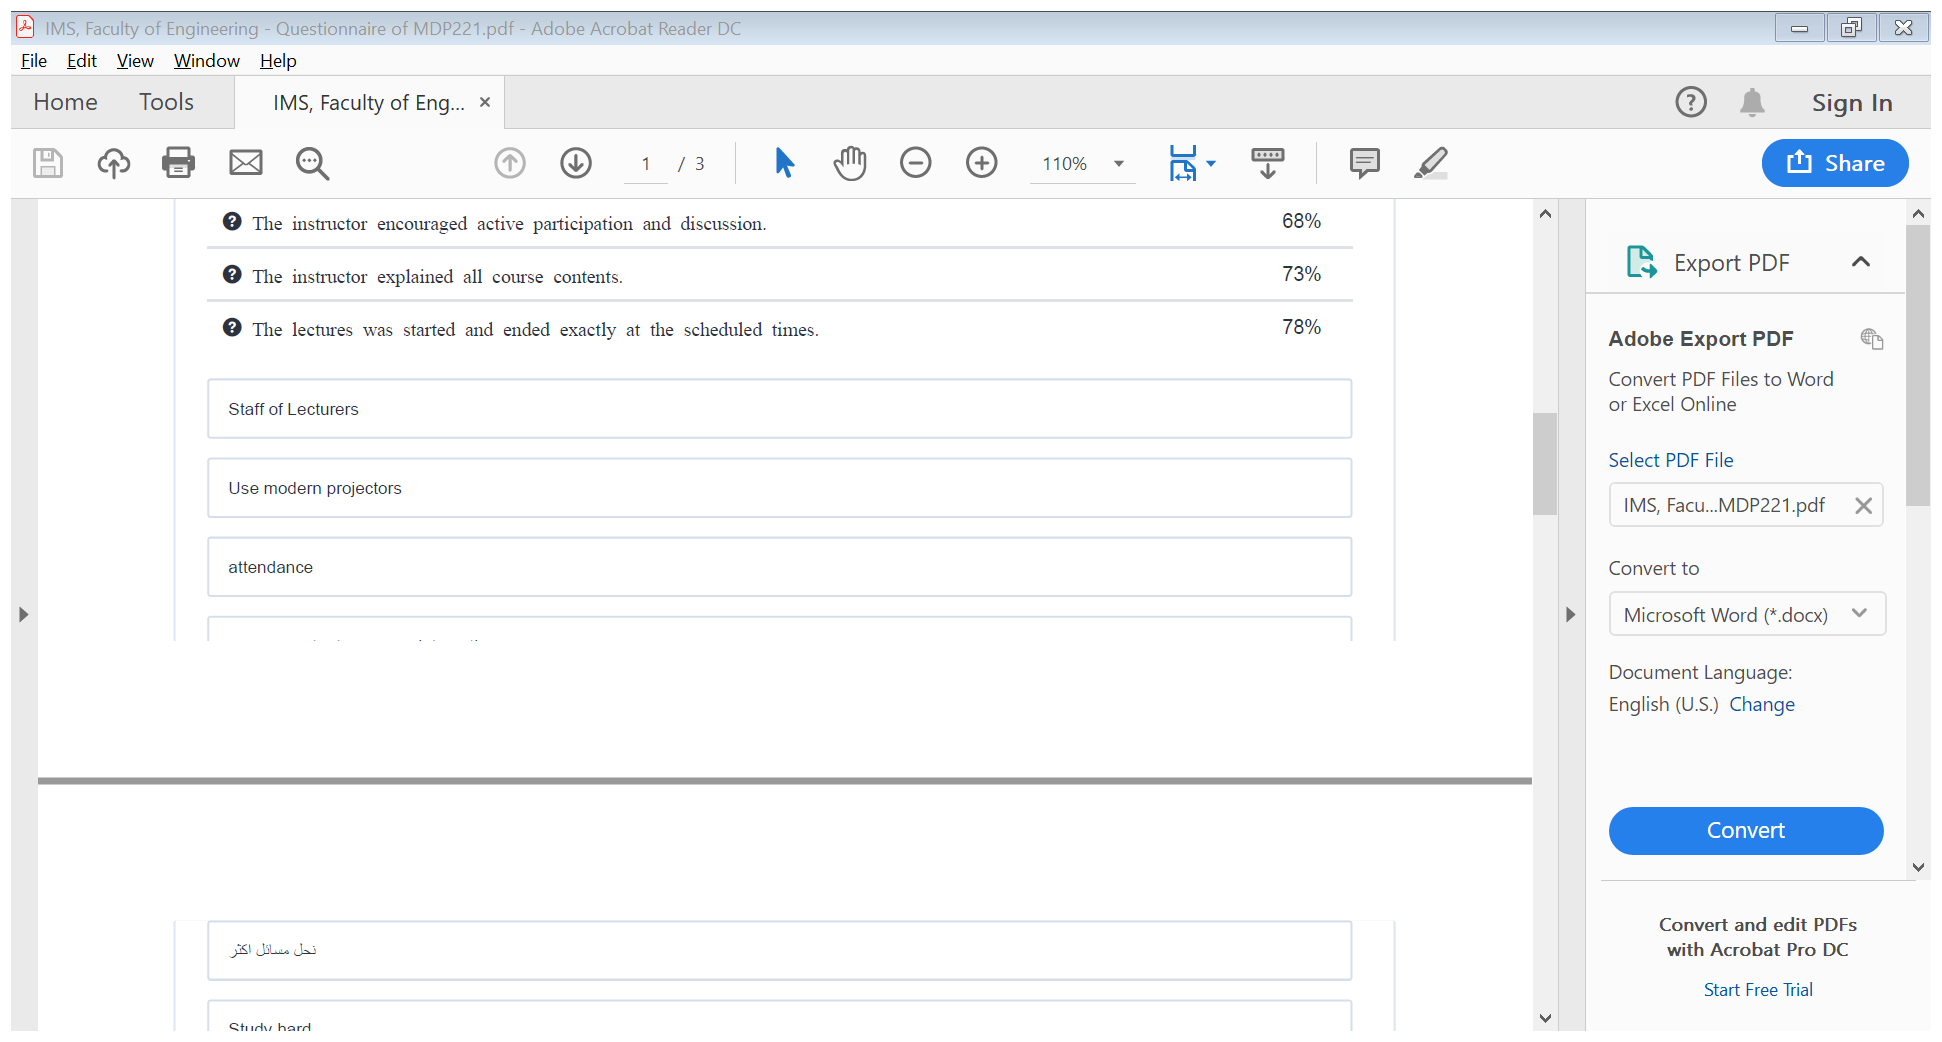 IMS, Faculty of Engineering - Questionnaire of MDP221.pdf - Adobe Acrobat Reader DC
File Edit View Window Help
Home Tools IMS, Faculty of Eng... × Sign In
1 / 3 110% Share
The instructor encouraged active participation and discussion. 68%
The instructor explained all course contents. 73%
The lectures was started and ended exactly at the scheduled times. 78%
Staff of Lecturers
Use modern projectors
attendance
نحل مسائل اكثر
Study hard
Export PDF
Adobe Export PDF
Convert PDF Files to Word
or Excel Online
Select PDF File
IMS, Facu...MDP221.pdf
Convert to
Microsoft Word (*.docx)
Document Language:
English (U.S.) Change
Convert
Convert and edit PDFs
with Acrobat Pro DC
Start Free Trial